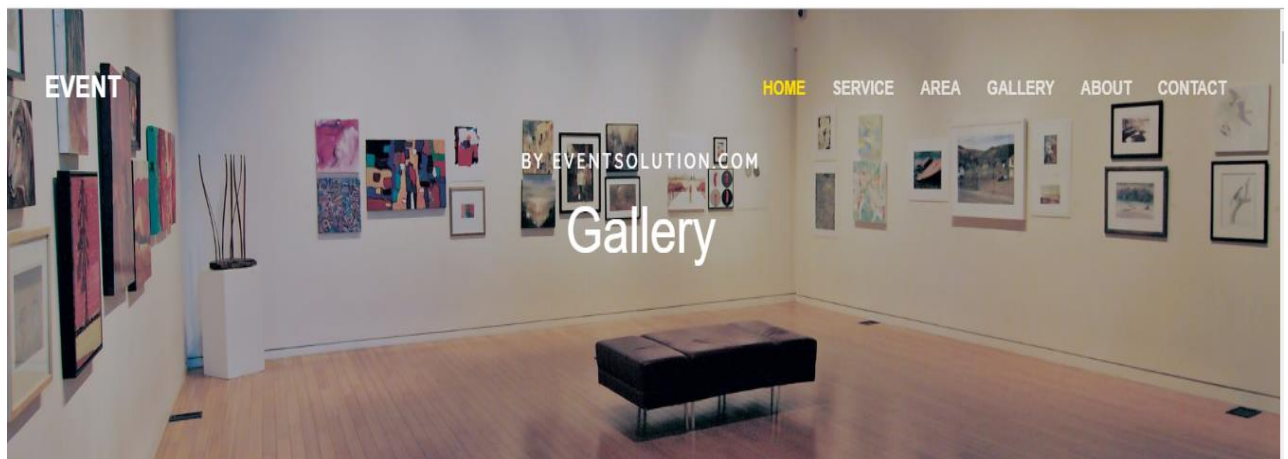 EVENT
HOME SERVICE AREA GALLERY ABOUT CONTACT
BY EVENTSOLUTION.COM
Gallery